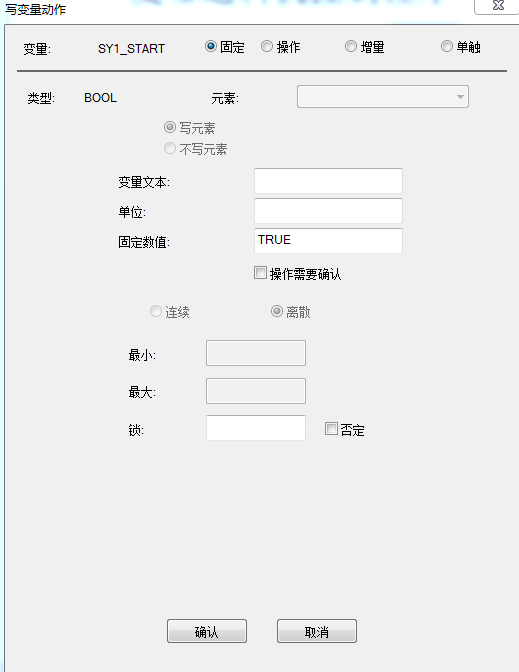 写变量动作
变量: SY1_START 固定 操作 增量 单触
类型: BOOL 元素:
写元素
不写元素
变量文本:
单位:
固定数值: TRUE
操作需要确认
连续 离散
最小:
最大:
锁: 否定
确认 取消